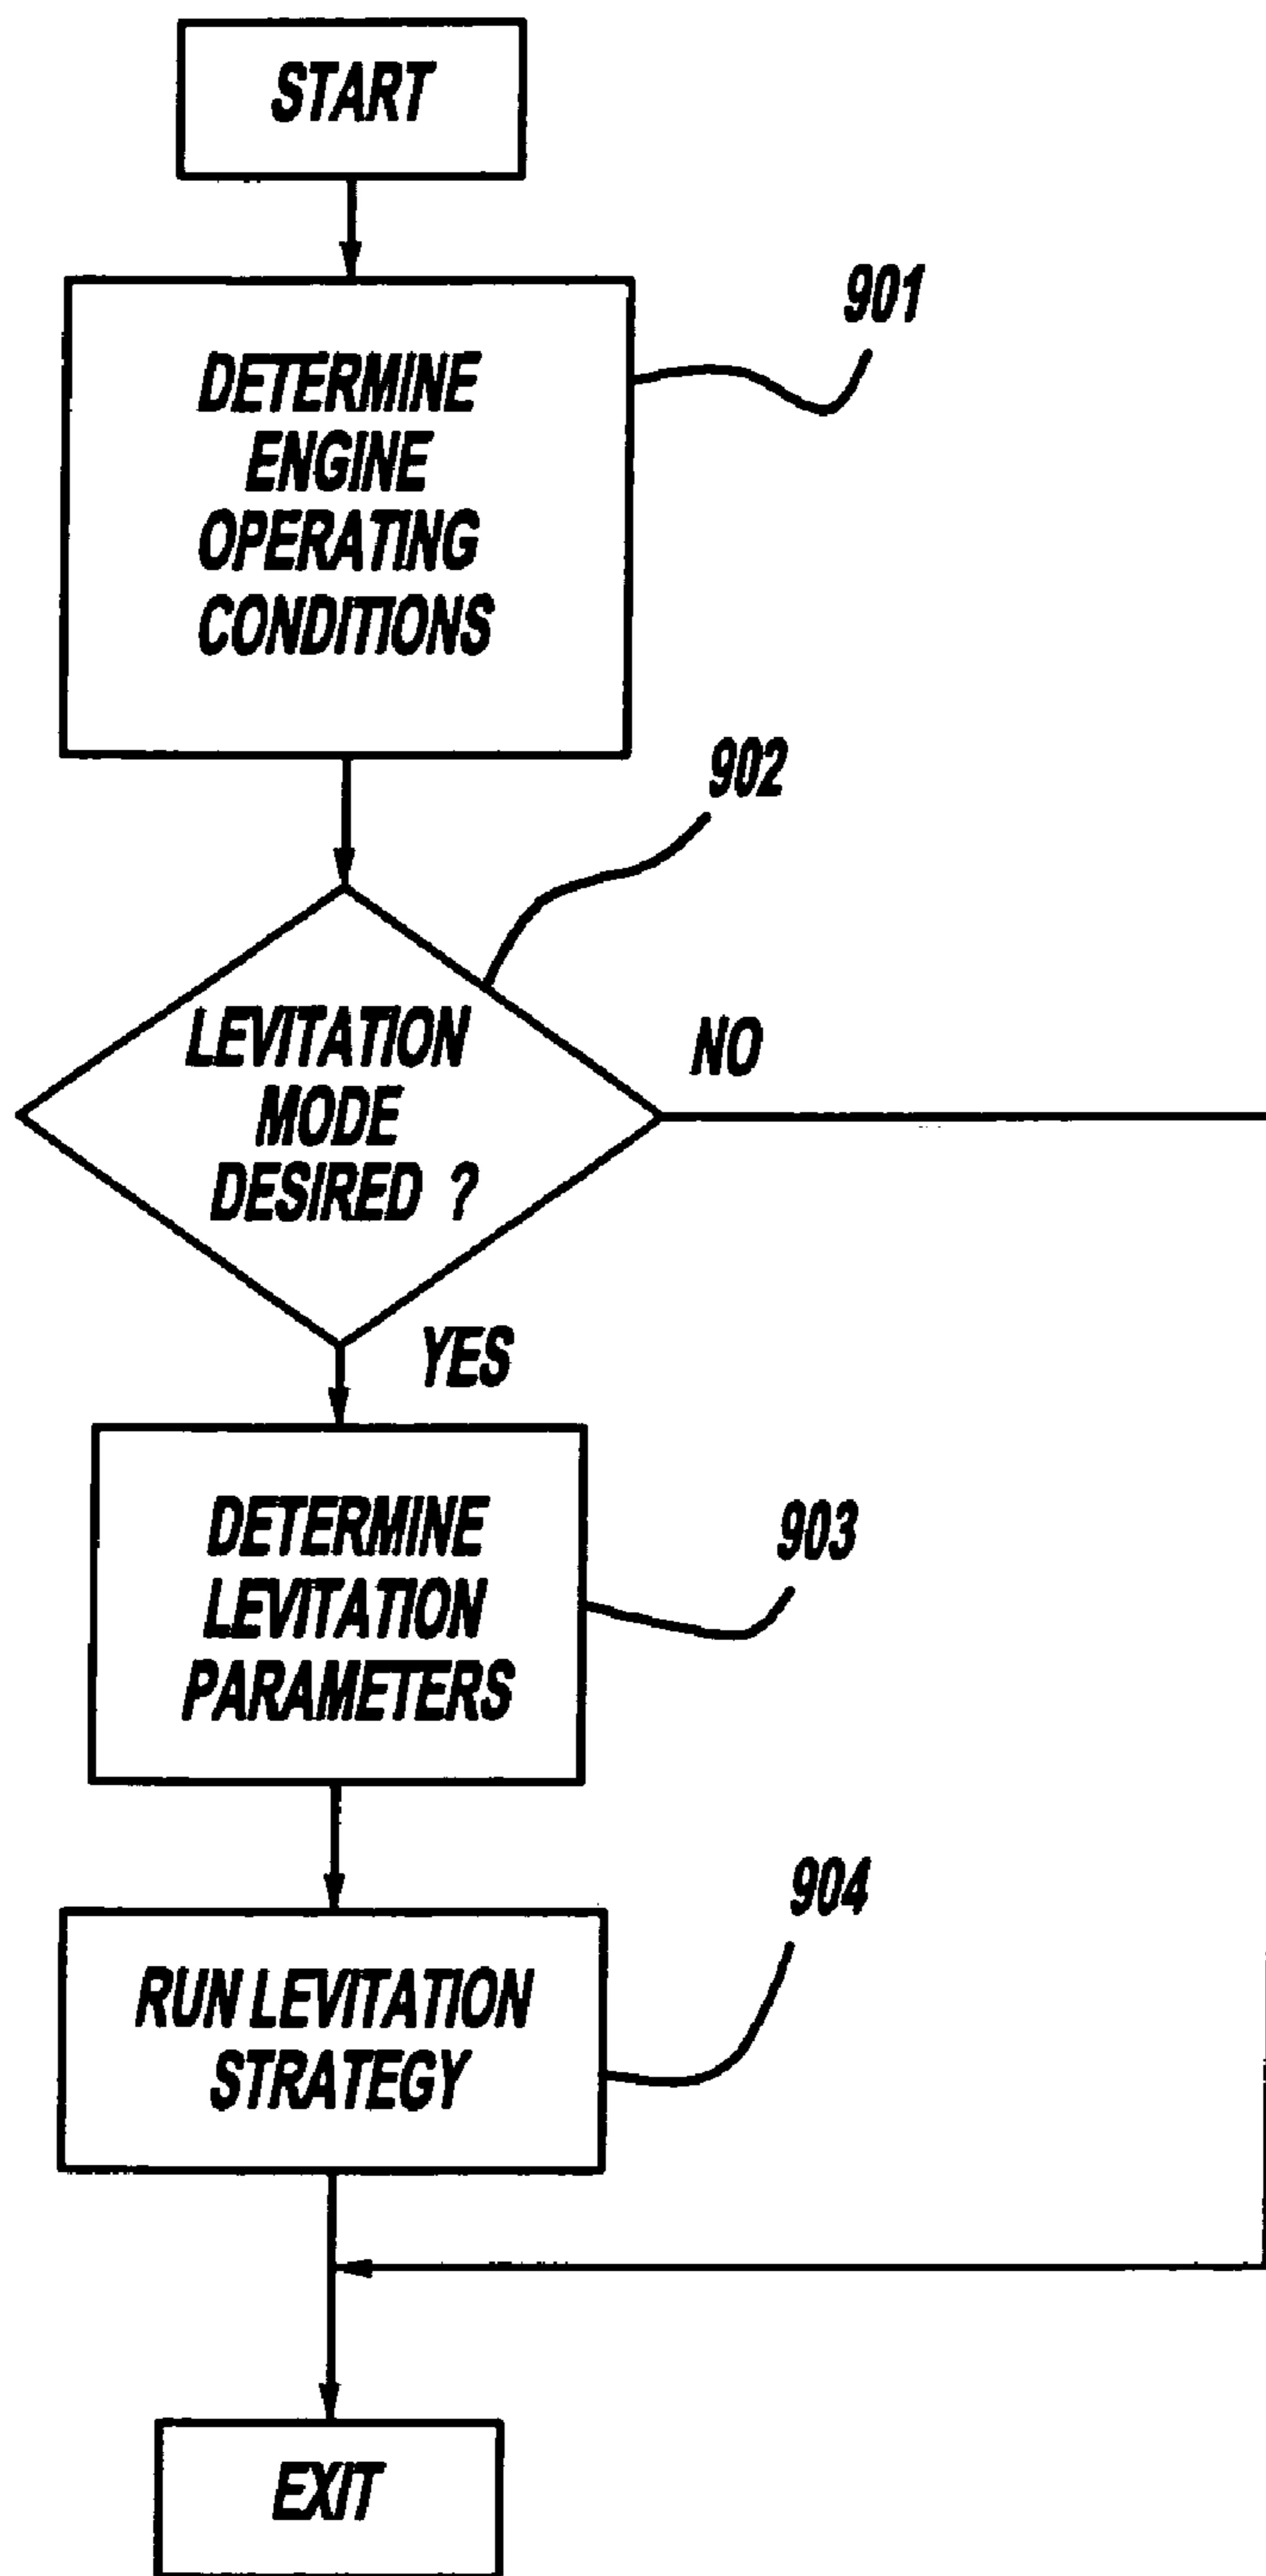 START
901
DETERMINE
ENGINE
OPERATING
CONDITIONS
902
LEVITATION
MODE
DESIRED ?
NO
YES
DETERMINE
LEVITATION
PARAMETERS
903
RUN LEVITATION
STRATEGY
904
EXIT